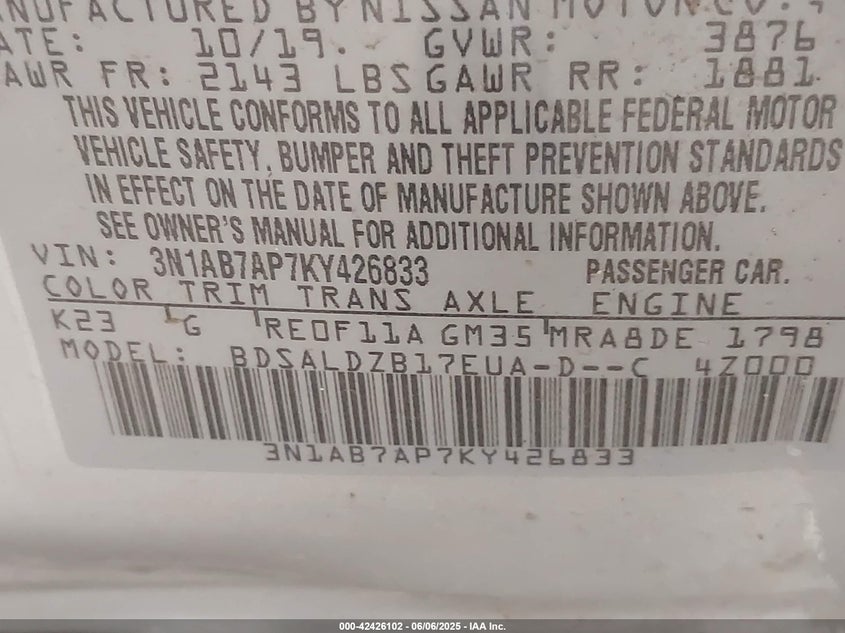 MANUFACTURED BY NISSAN MOTOR CO.,
DATE: 10/19. GVWR: 3876
GAWR FR: 2143 LBS GAWR RR: 1881
THIS VEHICLE CONFORMS TO ALL APPLICABLE FEDERAL MOTOR
VEHICLE SAFETY, BUMPER AND THEFT PREVENTION STANDARDS
IN EFFECT ON THE DATE OF MANUFACTURE SHOWN ABOVE.
SEE OWNER'S MANUAL FOR ADDITIONAL INFORMATION.
VIN: 3N1AB7AP7KY426833 PASSENGER CAR.
COLOR TRIM TRANS AXLE ENGINE
K23 G RE0F11A GM35 MRA8DE 1798
MODEL: BDSALDZB17EUA-D--C 4Z000
3N1AB7AP7KY426833
000-42426102 - 06/06/2025 - IAA Inc.